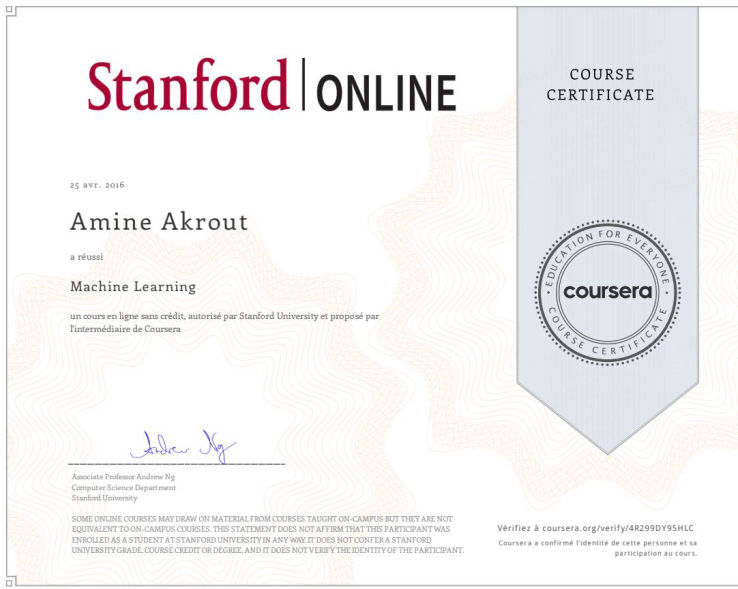 Stanford | ONLINE
COURSE
CERTIFICATE
25 avr. 2016
Amine Akrout
a réussi
Machine Learning
un cours en ligne sans crédit, autorisé par Stanford University et proposé par
l'intermédiaire de Coursera
EDUCATION FOR EVERYONE
coursera
COURSE CERTIFICATE
Andrew Ng
Associate Professor Andrew Ng
Computer Science Department
Stanford University
SOME ONLINE COURSES MAY DRAW ON MATERIAL FROM COURSES TAUGHT ON-CAMPUS BUT THEY ARE NOT
EQUIVALENT TO ON-CAMPUS COURSES. THIS STATEMENT DOES NOT AFFIRM THAT THIS PARTICIPANT WAS
ENROLLED AS A STUDENT AT STANFORD UNIVERSITY IN ANY WAY. IT DOES NOT CONFER A STANFORD
UNIVERSITY GRADE, COURSE CREDIT OR DEGREE, AND IT DOES NOT VERIFY THE IDENTITY OF THE PARTICIPANT.
Vérifiez à coursera.org/verify/4R299DY95HLC
Coursera a confirmé l'identité de cette personne et sa
participation au cours.